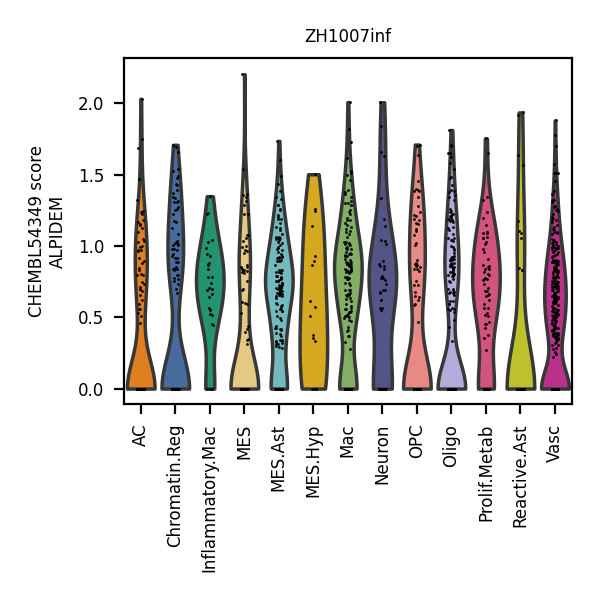 ZH1007inf
CHEMBL54349 score
ALPIDEM
2.0
1.5
1.0
0.5
0.0
AC
Chromatin.Reg
Inflammatory.Mac
MES
MES.Ast
MES.Hyp
Mac
Neuron
OPC
Oligo
Prolif.Metab
Reactive.Ast
Vasc